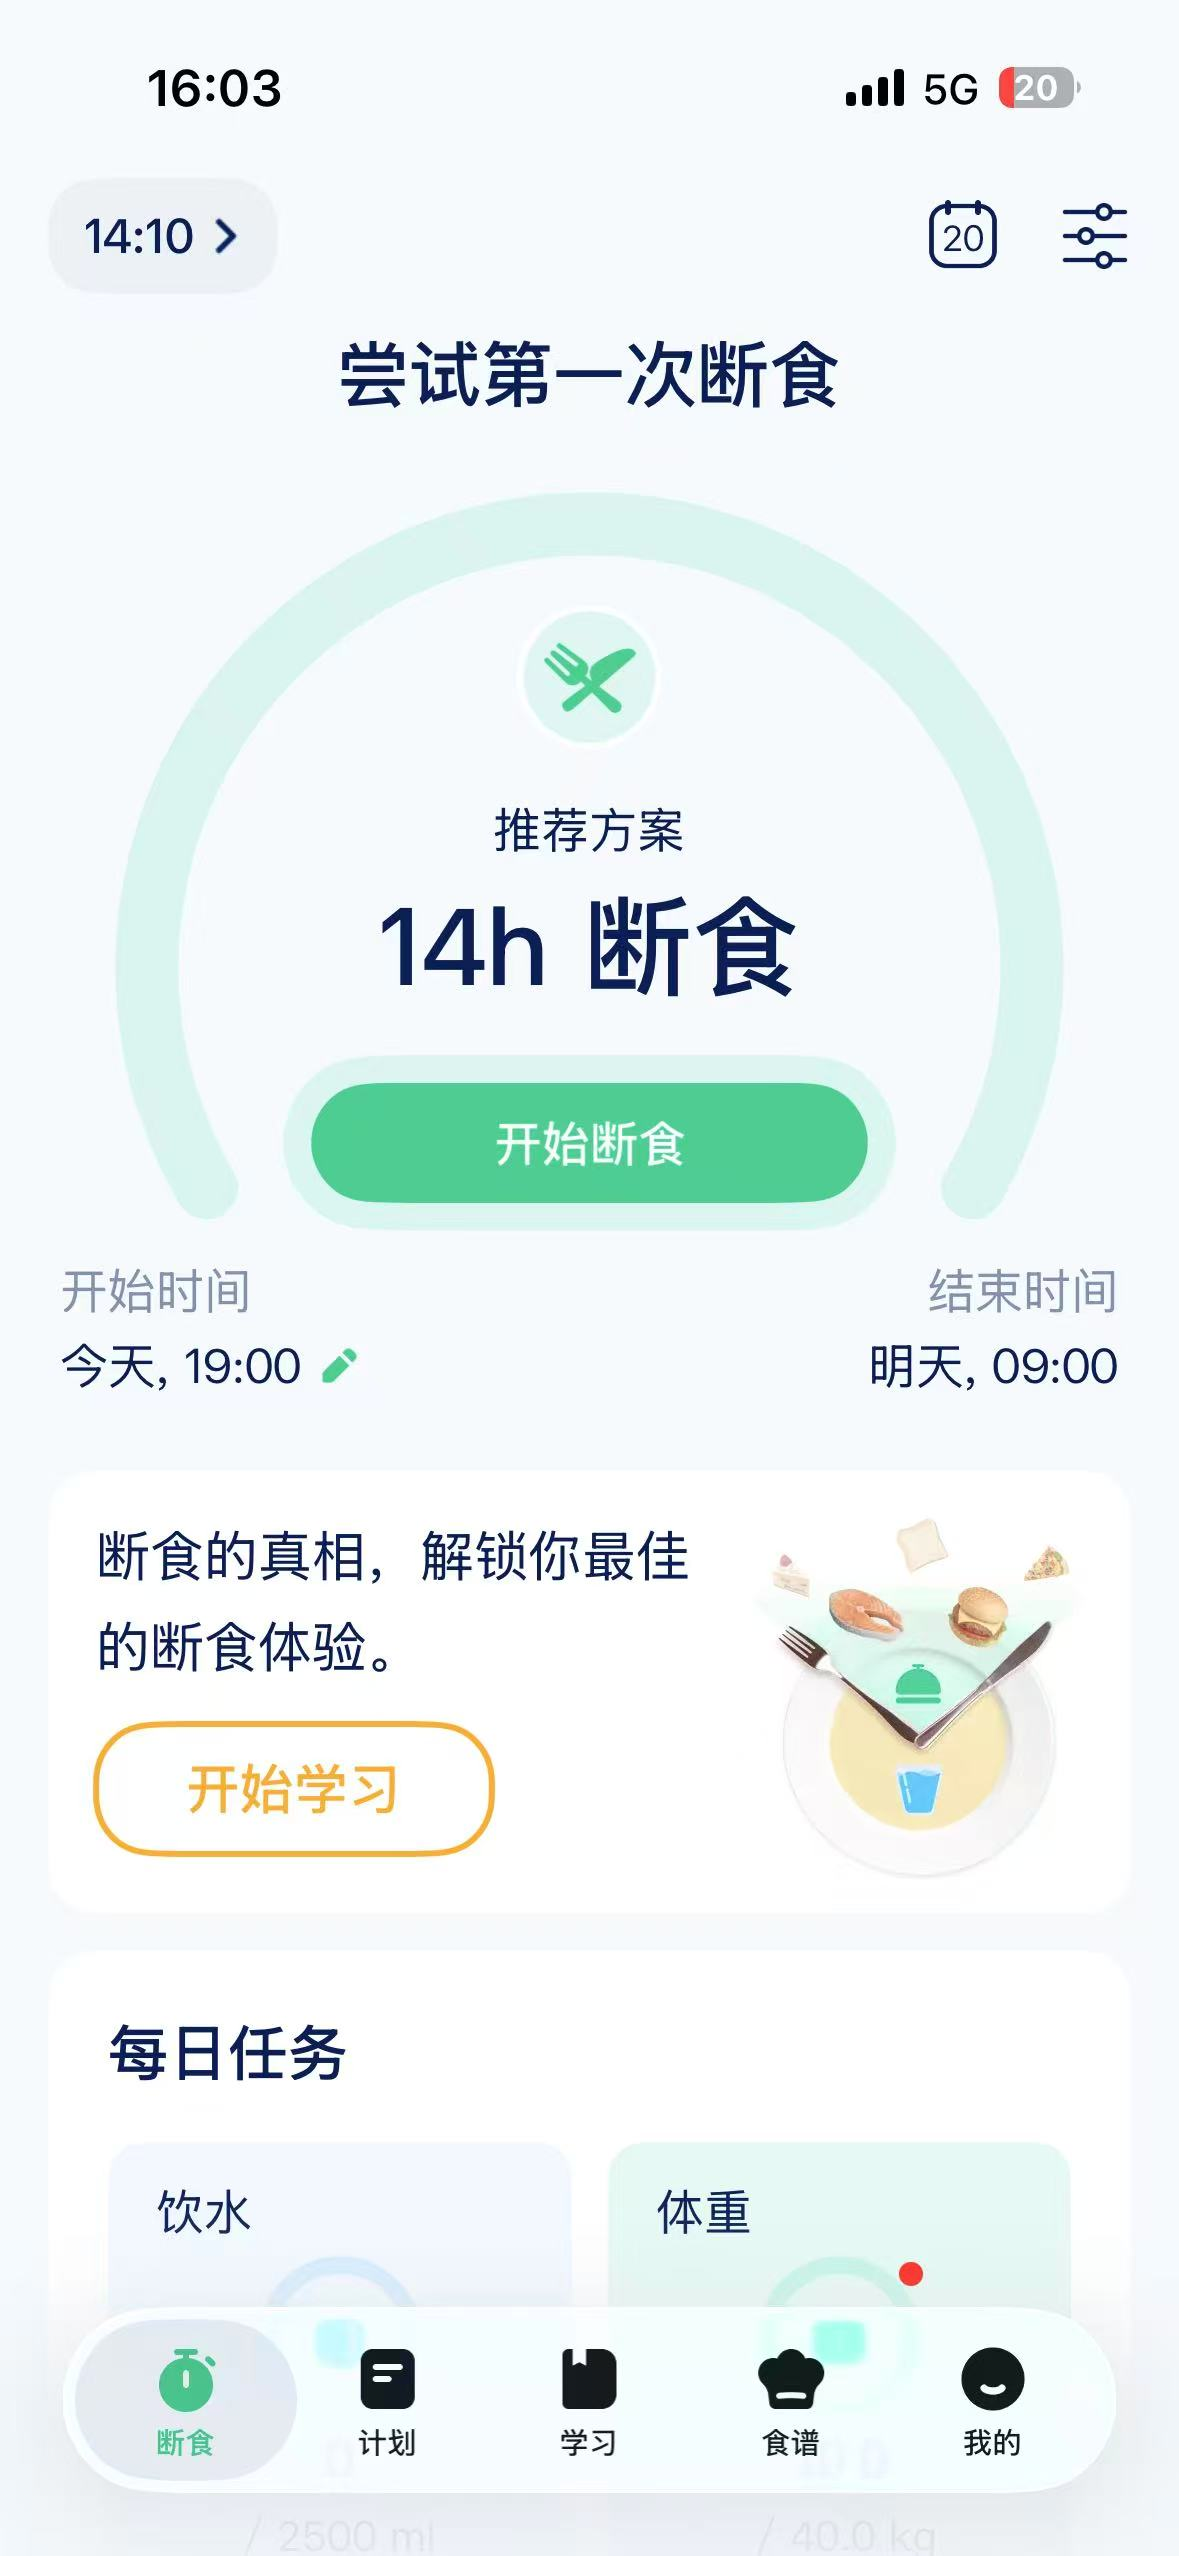 16:03
5G
20
14:10
20
尝试第一次断食
推荐方案
14h 断食
开始断食
开始时间
结束时间
今天, 19:00
明天, 09:00
断食的真相，解锁你最佳
的断食体验。
开始学习
每日任务
饮水
体重
断食
计划
学习
食谱
我的
/ 2500 ml
/ 40.0 kg